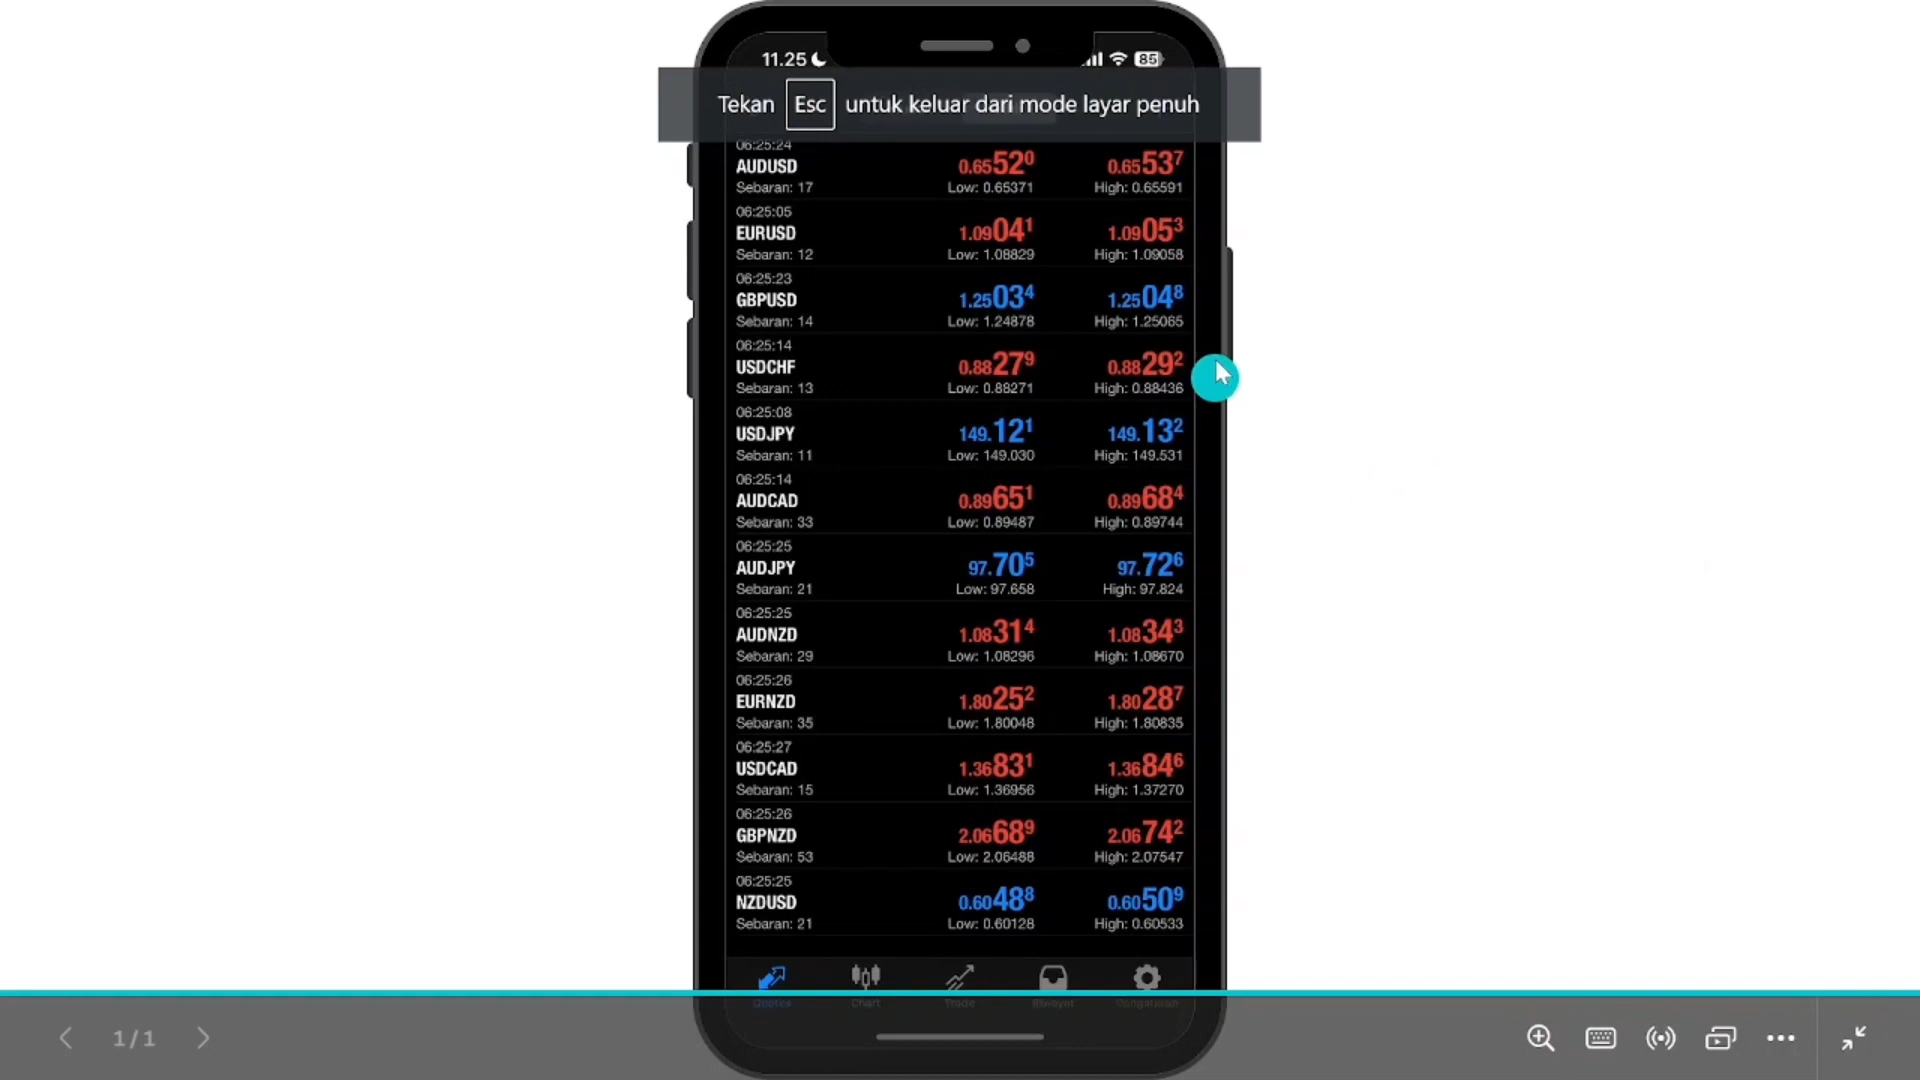 11.25
85
Tekan Esc untuk keluar dari mode layar penuh
06:25:24
AUDUSD 0.65520 0.65537
Sebaran: 17 Low: 0.65371 High: 0.65591
06:25:05
EURUSD 1.09041 1.09053
Sebaran: 12 Low: 1.08829 High: 1.09058
06:25:23
GBPUSD 1.25034 1.25048
Sebaran: 14 Low: 1.24878 High: 1.25065
06:25:14
USDCHF 0.88279 0.88292
Sebaran: 13 Low: 0.88271 High: 0.88436
06:25:08
USDJPY 149.121 149.132
Sebaran: 11 Low: 149.030 High: 149.531
06:25:14
AUDCAD 0.89651 0.89684
Sebaran: 33 Low: 0.89487 High: 0.89744
06:25:25
AUDJPY 97.705 97.726
Sebaran: 21 Low: 97.658 High: 97.824
06:25:25
AUDNZD 1.08314 1.08343
Sebaran: 29 Low: 1.08296 High: 1.08670
06:25:26
EURNZD 1.80252 1.80287
Sebaran: 35 Low: 1.80048 High: 1.80835
06:25:27
USDCAD 1.36831 1.36846
Sebaran: 15 Low: 1.36956 High: 1.37270
06:25:26
GBPNZD 2.06689 2.06742
Sebaran: 53 Low: 2.06488 High: 2.07547
06:25:25
NZDUSD 0.60488 0.60509
Sebaran: 21 Low: 0.60128 High: 0.60533
Quotes Chart Trade Riwayat Pengaturan
1/1